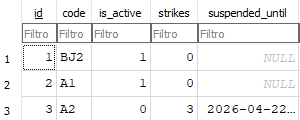 id code is_active strikes suspended_until
Filtro Filtro Filtro Filtro Filtro
1 1 BJ2 1 0 NULL
2 2 A1 1 0 NULL
3 3 A2 0 3 2026-04-22...